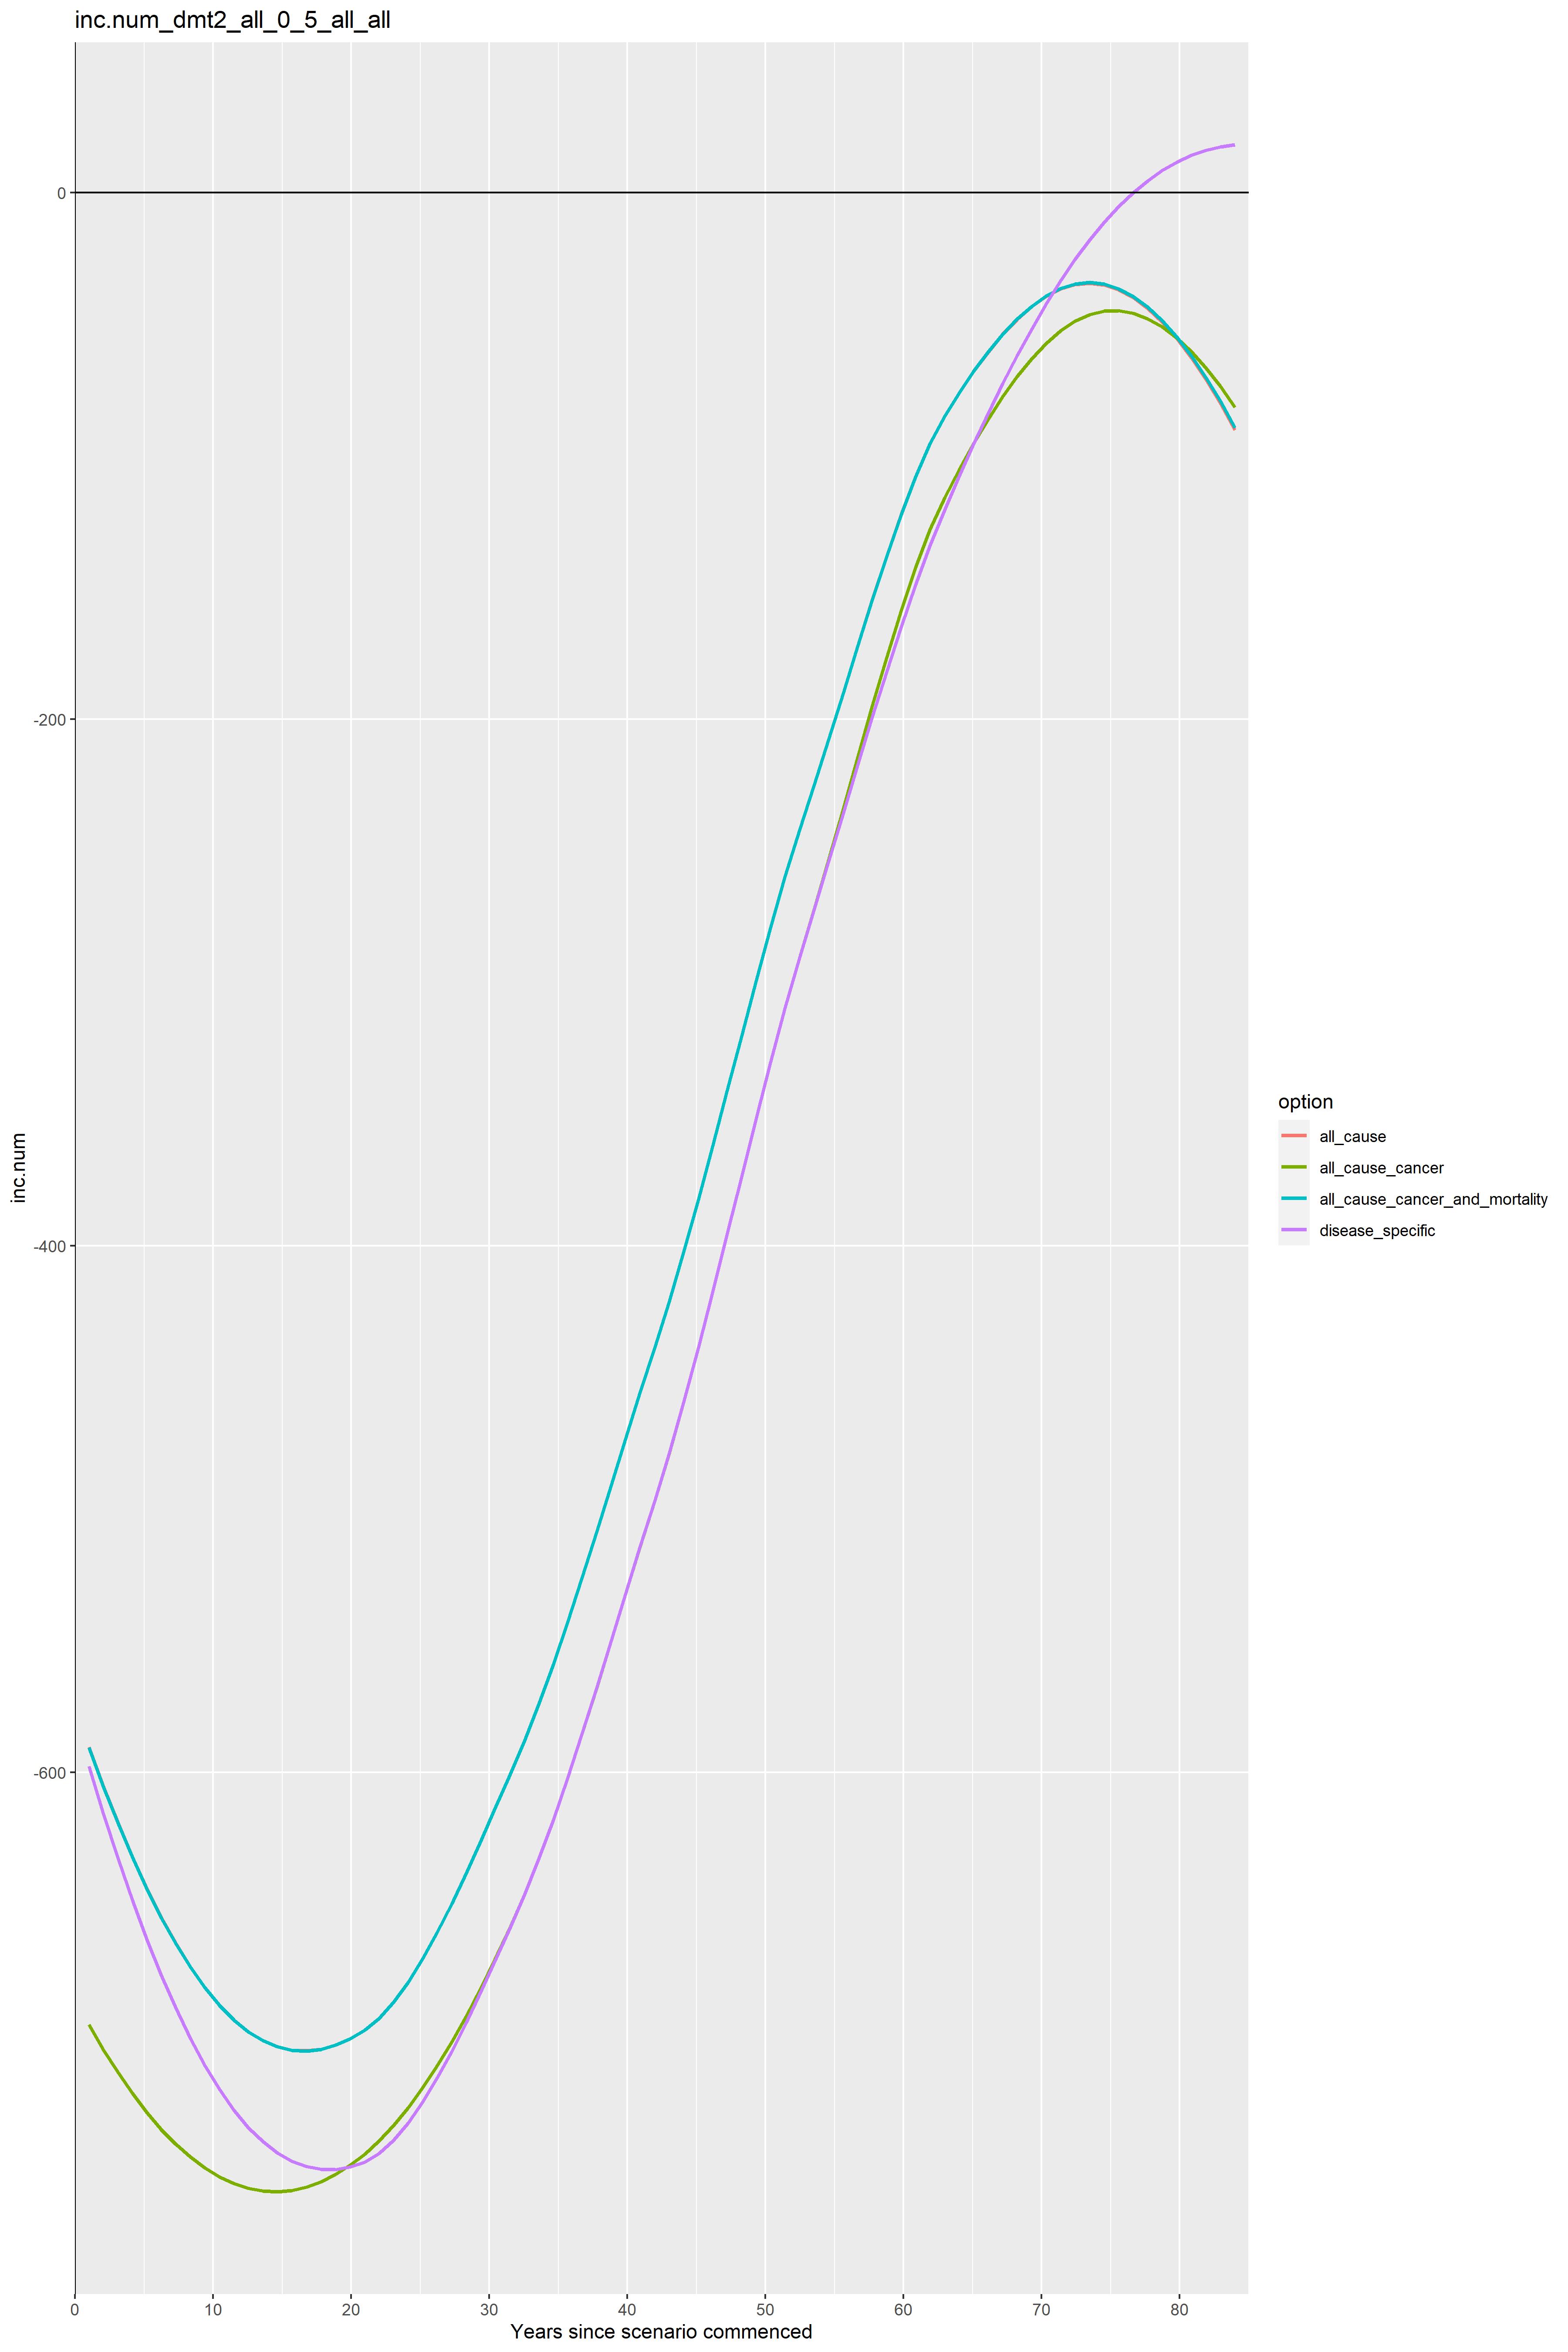 inc.num_dmt2_all_0_5_all_all
0
-200
-400
-600
inc.num
0 10 20 30 40 50 60 70 80
Years since scenario commenced
option
all_cause
all_cause_cancer
all_cause_cancer_and_mortality
disease_specific